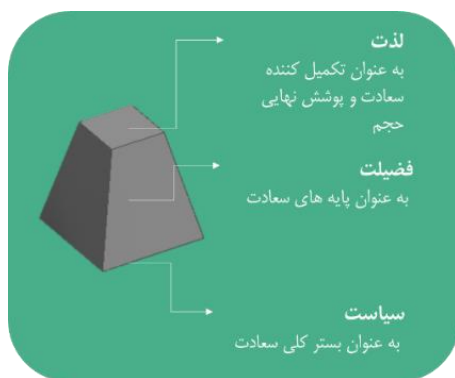 لذت
به عنوان تکمیل کننده
سعادت و پوشش نهایی
حجم
فضیلت
به عنوان پایه های سعادت
سیاست
به عنوان بستر کلی سعادت